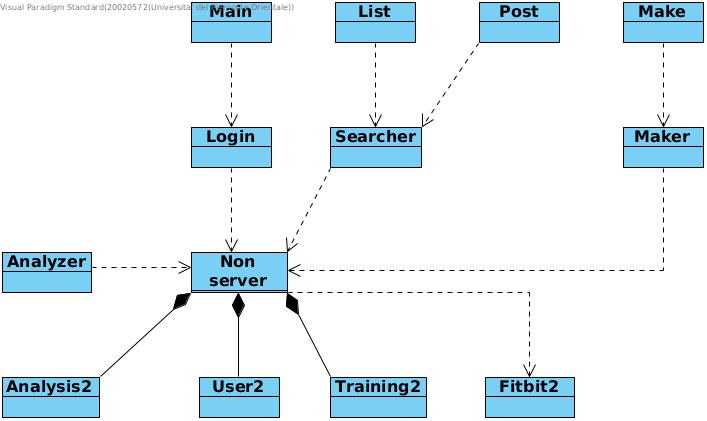 Visual Paradigm Standard(20020572(Universita del Piemonte Orientale))
Main
List
Post
Make
Login
Searcher
Maker
Analyzer
Non
server
Analysis2
User2
Training2
Fitbit2